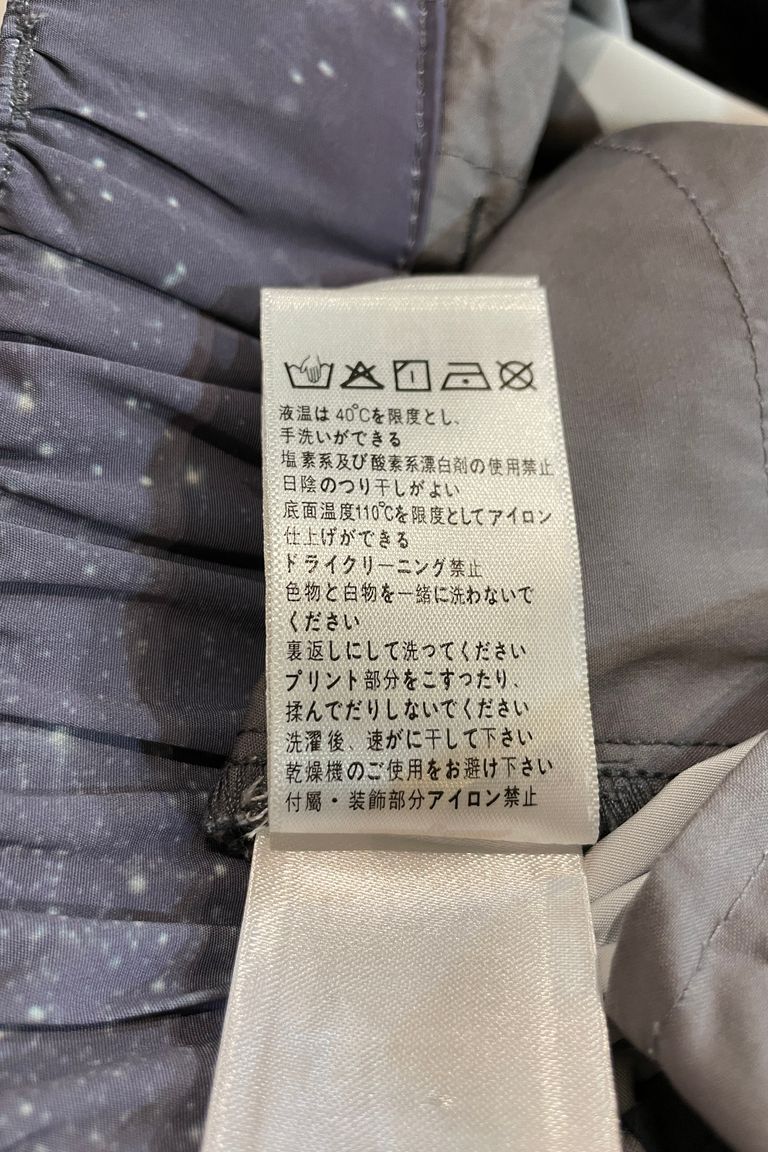 液温は 40℃を限度とし、
手洗いができる
塩素系及び酸素系漂白剤の使用禁止
日陰のつり干しがよい
底面温度110℃を限度としてアイロン
仕上げができる
ドライクリーニング禁止
色物と白物を一緒に洗わないで
ください
裏返しにして洗つてください
プリント部分をこすつたり、
揉んでだりしないでください
洗濯後、速がに干して下さい
乾燥機のご使用をお避け下さい
付屬・装飾部分アイロン禁止